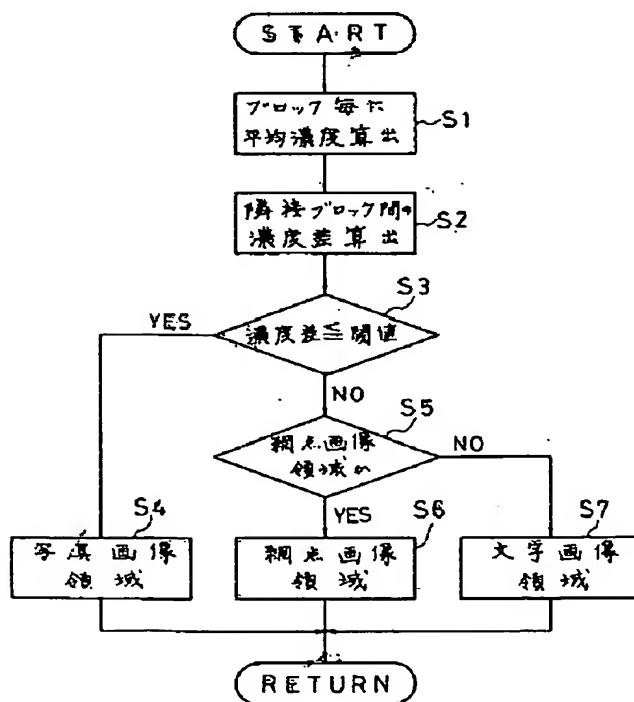 START
ブロック毎に
平均濃度算出
S1
隣接ブロック間の
濃度差算出
S2
S3
濃度差≦閾値
YES
NO
S5
網点画像
領域か
NO
YES
S4
写真画像
領域
S6
網点画像
領域
S7
文字画像
領域
RETURN